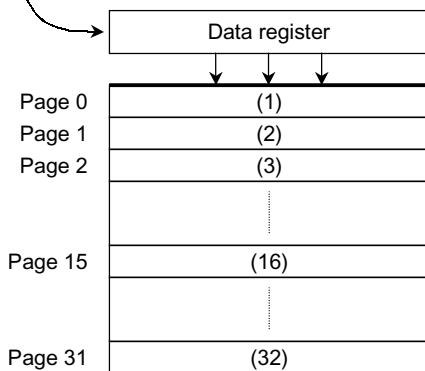 Data register
Page 0 (1)
Page 1 (2)
Page 2 (3)
Page 15 (16)
Page 31 (32)